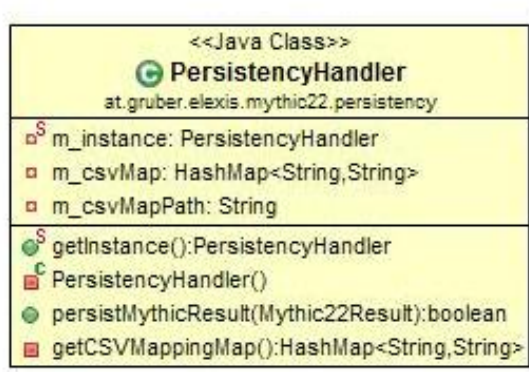 <<Java Class>>
PersistencyHandler
at.gruber.elexis.mythic22.persistency
m_instance: PersistencyHandler
m_csvMap: HashMap<String,String>
m_csvMapPath: String
getInstance():PersistencyHandler
PersistencyHandler()
persistMythicResult(Mythic22Result):boolean
getCSVMappingMap():HashMap<String,String>